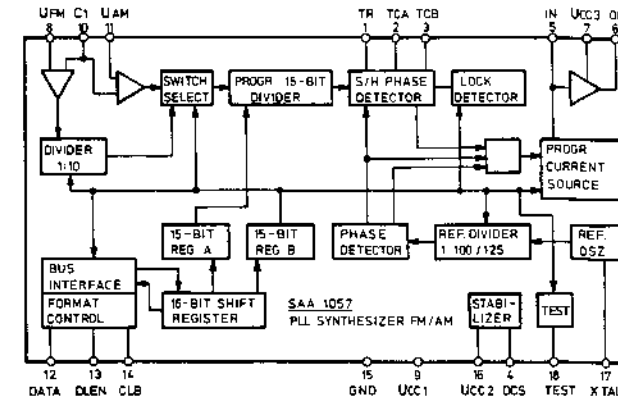 UFM C1 UAM TR TCA TCB IN UCC3
8 10 11 1 2 3 5 7 6
SWITCH SELECT
PROGR 15-BIT DIVIDER
S/H PHASE DETECTOR
LOCK DETECTOR
DIVIDER 1:10
PROGR CURRENT SOURCE
15-BIT REG A
15-BIT REG B
PHASE DETECTOR
REF. DIVIDER 1 100/125
REF. OSZ
BUS INTERFACE
FORMAT CONTROL
16-BIT SHIFT REGISTER
SAA 1057
PLL SYNTHESIZER FM/AM
STABI-
LIZER
TEST
12 13 14 15 9 16 4 18 17
DATA DLEN CLB GND UCC1 UCC2 DCS TEST XTAL